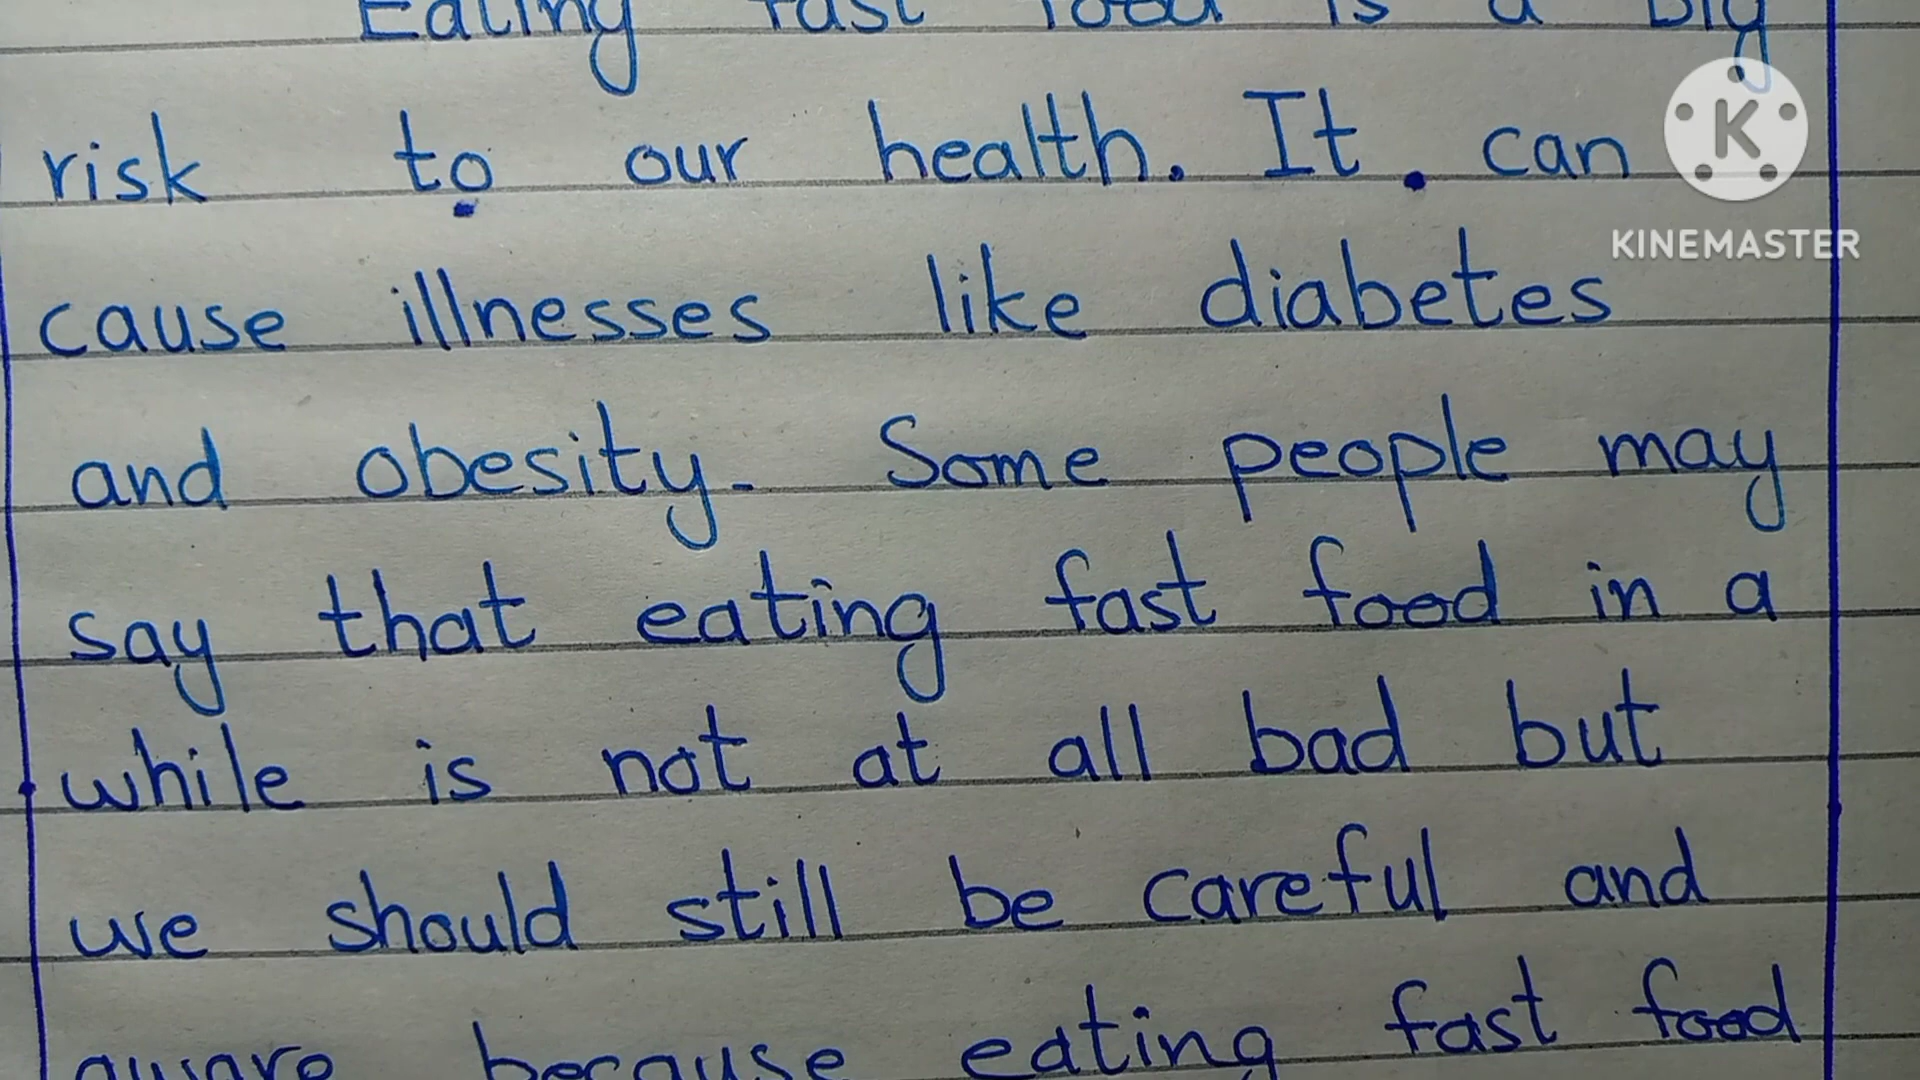 Eating fast food is a big
risk to our health. It . can
cause illnesses like diabetes
and obesity. Some people may
say that eating fast food in a
while is not at all bad but
we should still be careful and
aware because eating fast food
K
KINEMASTER